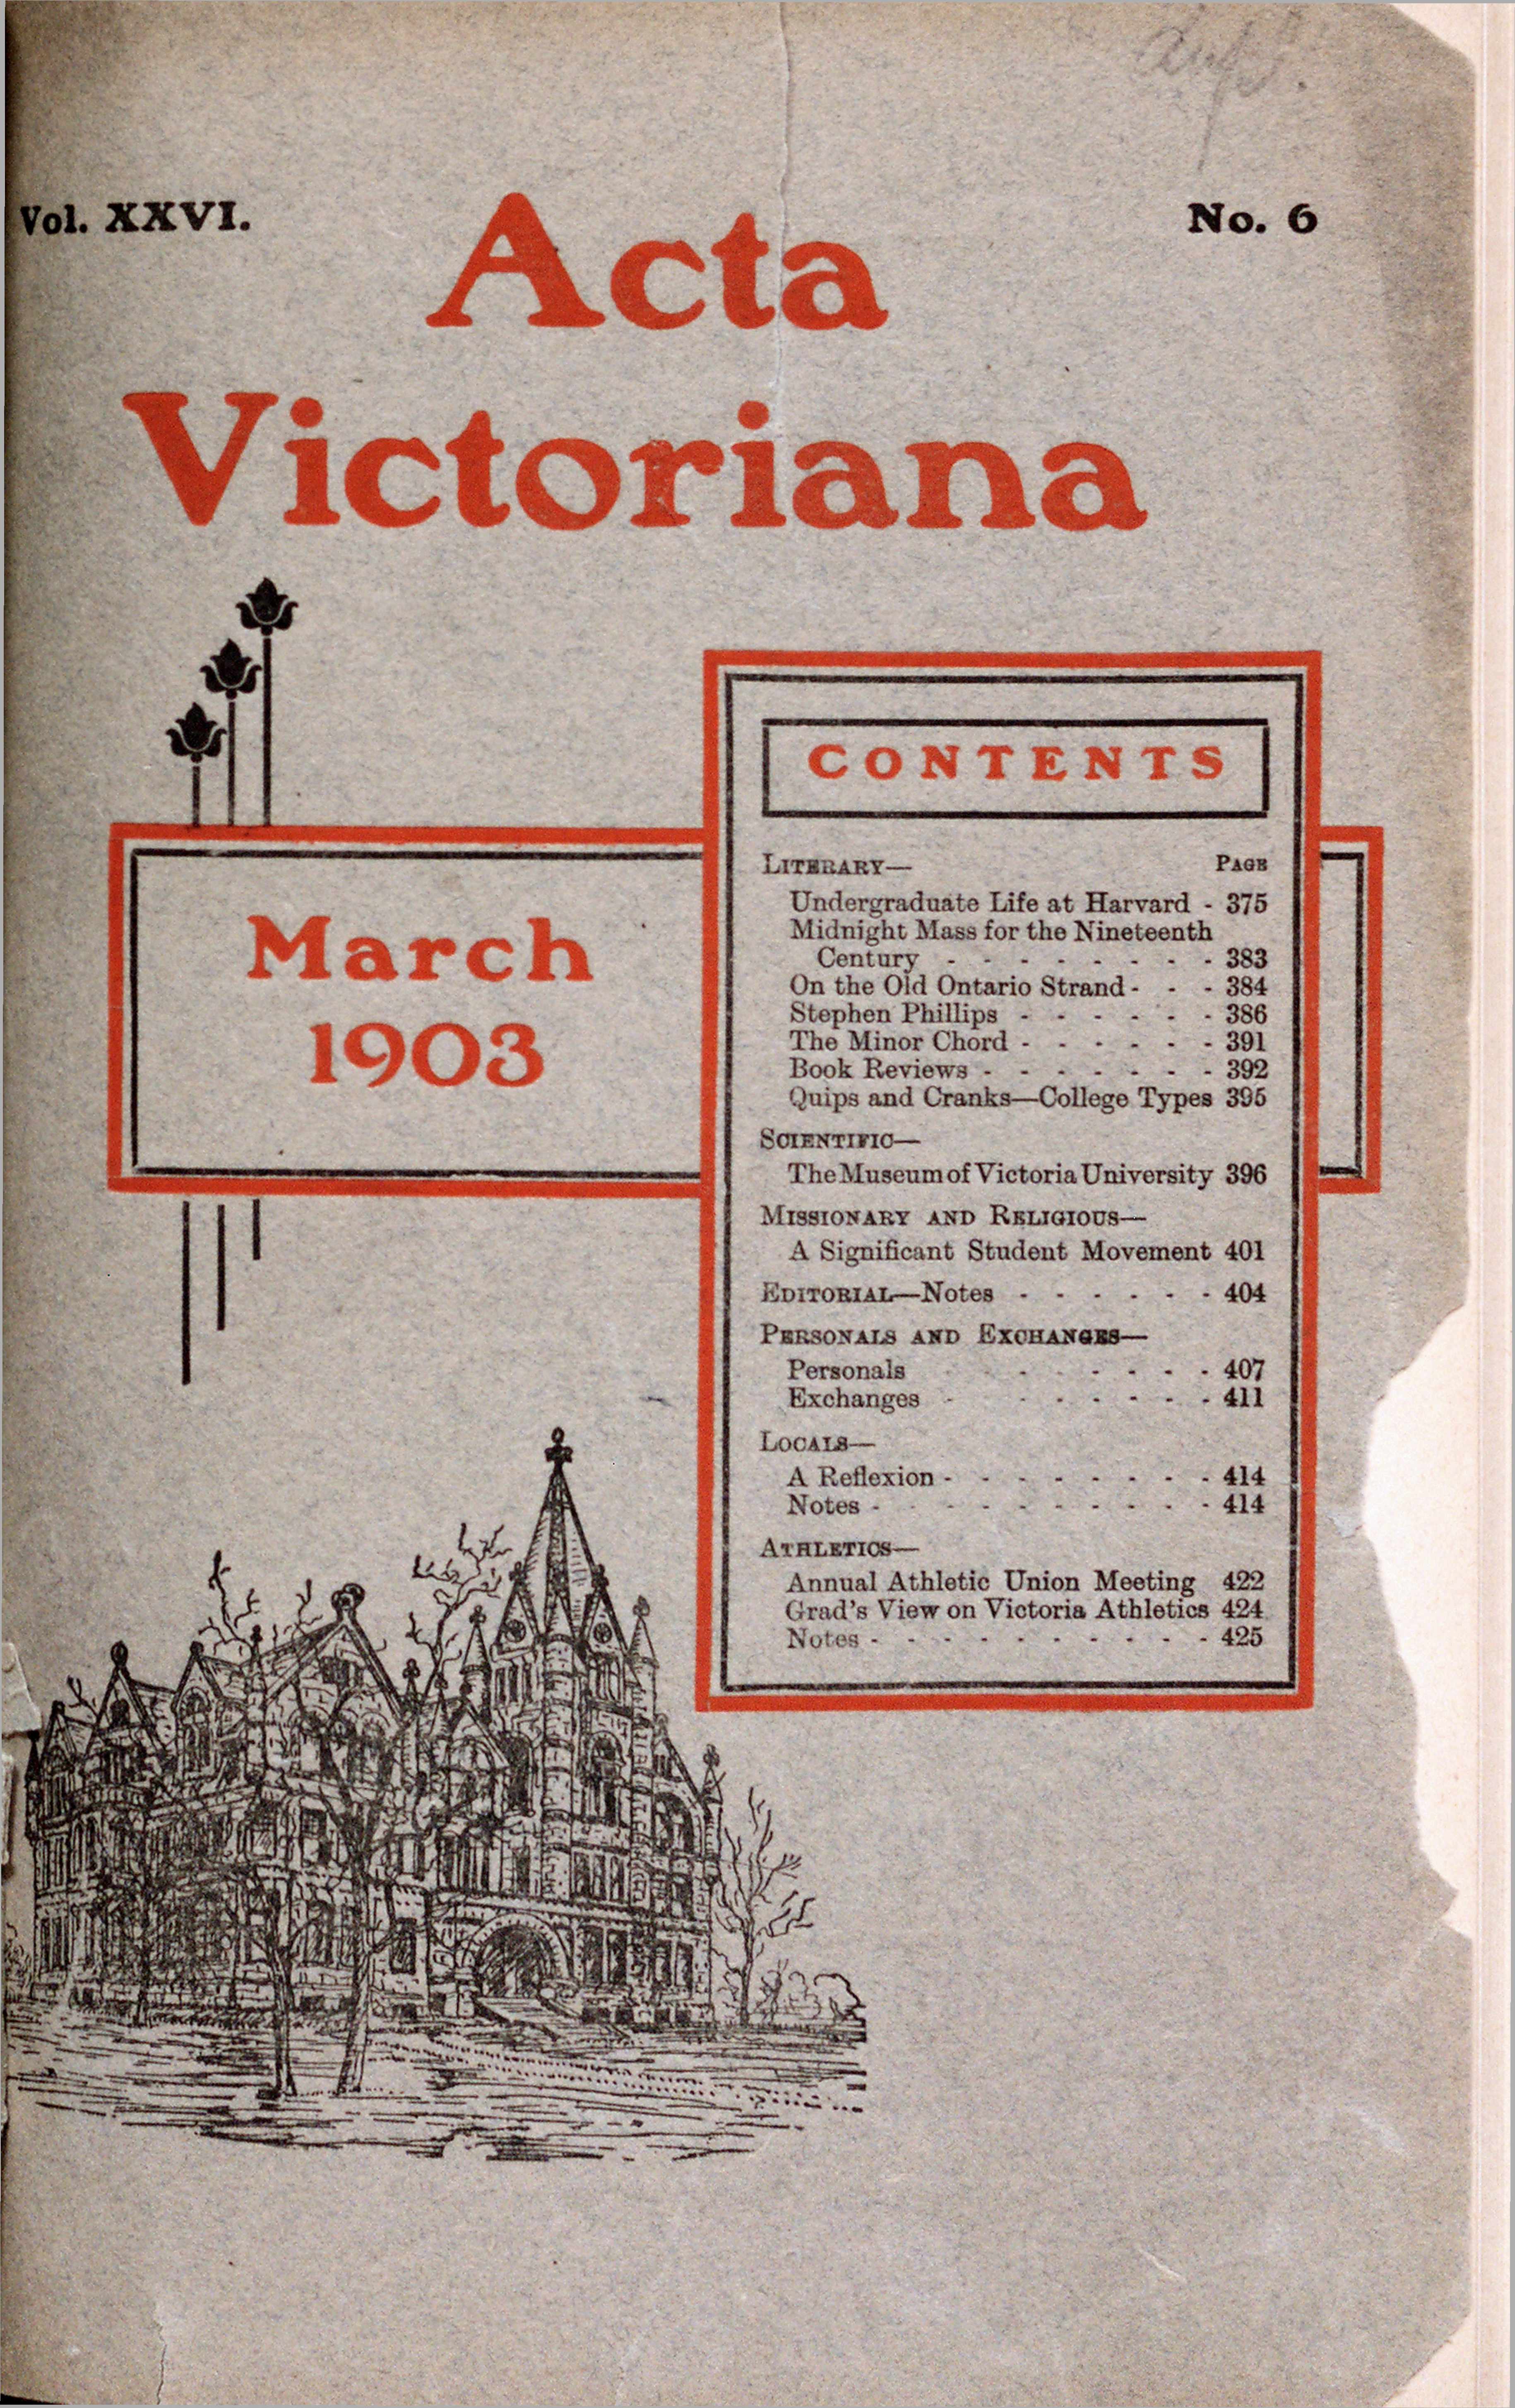 Vol. XXVI.
No. 6
Acta
Victoriana
March
1903
CONTENTS
LITERARY— PAGE
Undergraduate Life at Harvard - 375
Midnight Mass for the Nineteenth
Century - - - - - - - - 383
On the Old Ontario Strand - - - 384
Stephen Phillips - - - - - - 386
The Minor Chord - - - - - - 391
Book Reviews - - - - - - - 392
Quips and Cranks—College Types 395
SCIENTIFIC—
The Museum of Victoria University 396
MISSIONARY AND RELIGIOUS—
A Significant Student Movement 401
EDITORIAL—Notes - - - - - - 404
PERSONALS AND EXCHANGES—
Personals - - - - - - 407
Exchanges - - - - - - - 411
LOCALS—
A Reflexion - - - - - - - - 414
Notes - - - - - - - - - 414
ATHLETICS—
Annual Athletic Union Meeting 422
Grad's View on Victoria Athletics 424
Notes - - - - - - - - - - 425